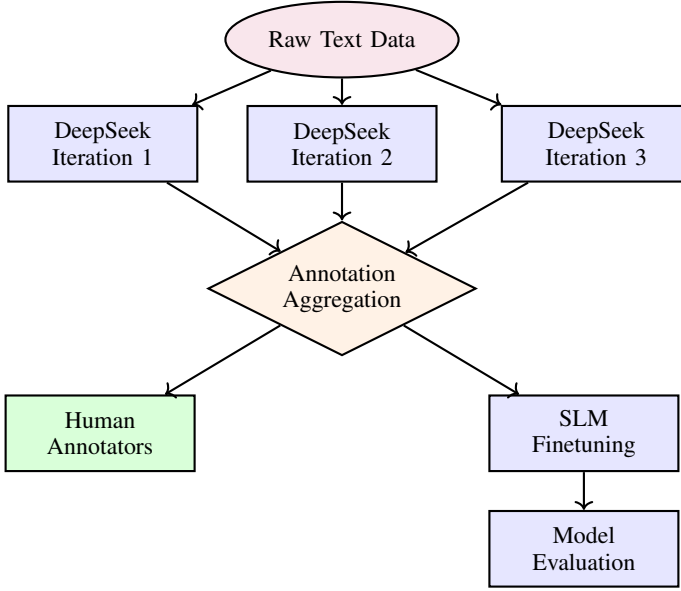 Raw Text Data
DeepSeek
Iteration 1
DeepSeek
Iteration 2
DeepSeek
Iteration 3
Annotation
Aggregation
Human
Annotators
SLM
Finetuning
Model
Evaluation